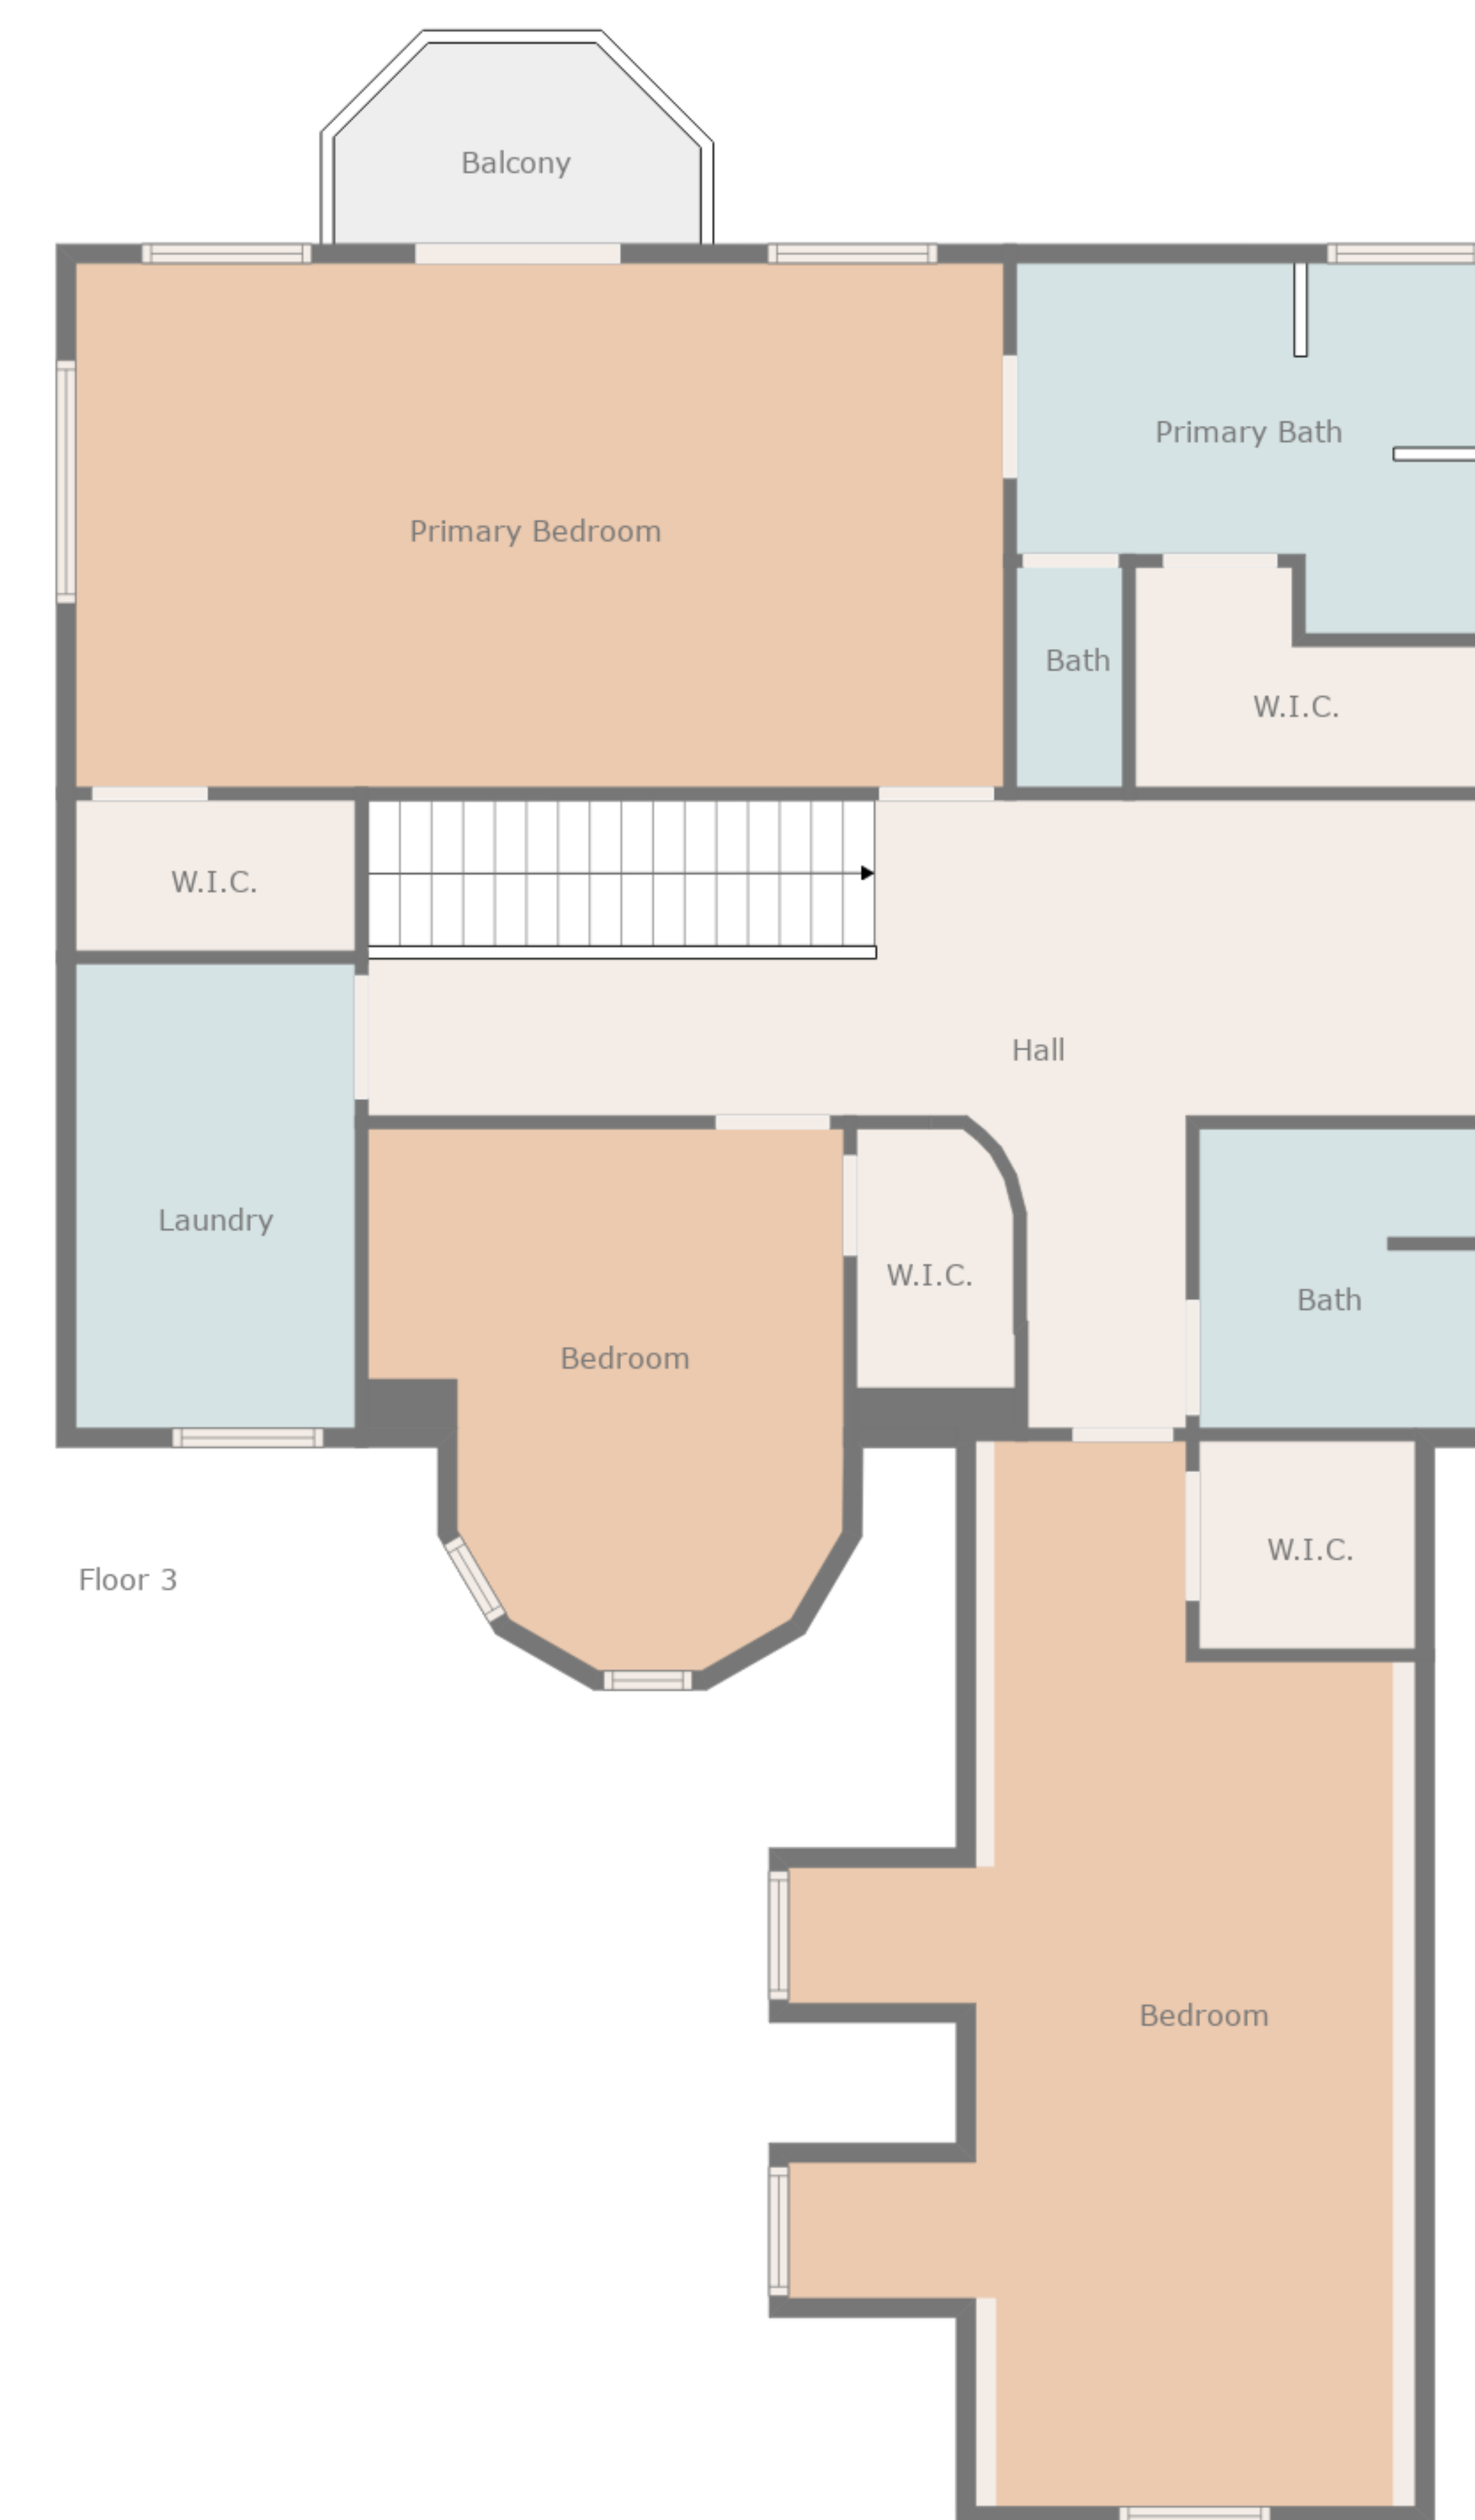 Balcony
Primary Bath
Primary Bedroom
Bath
W.I.C.
W.I.C.
Hall
Laundry
W.I.C.
Bath
Bedroom
W.I.C.
Floor 3
Bedroom